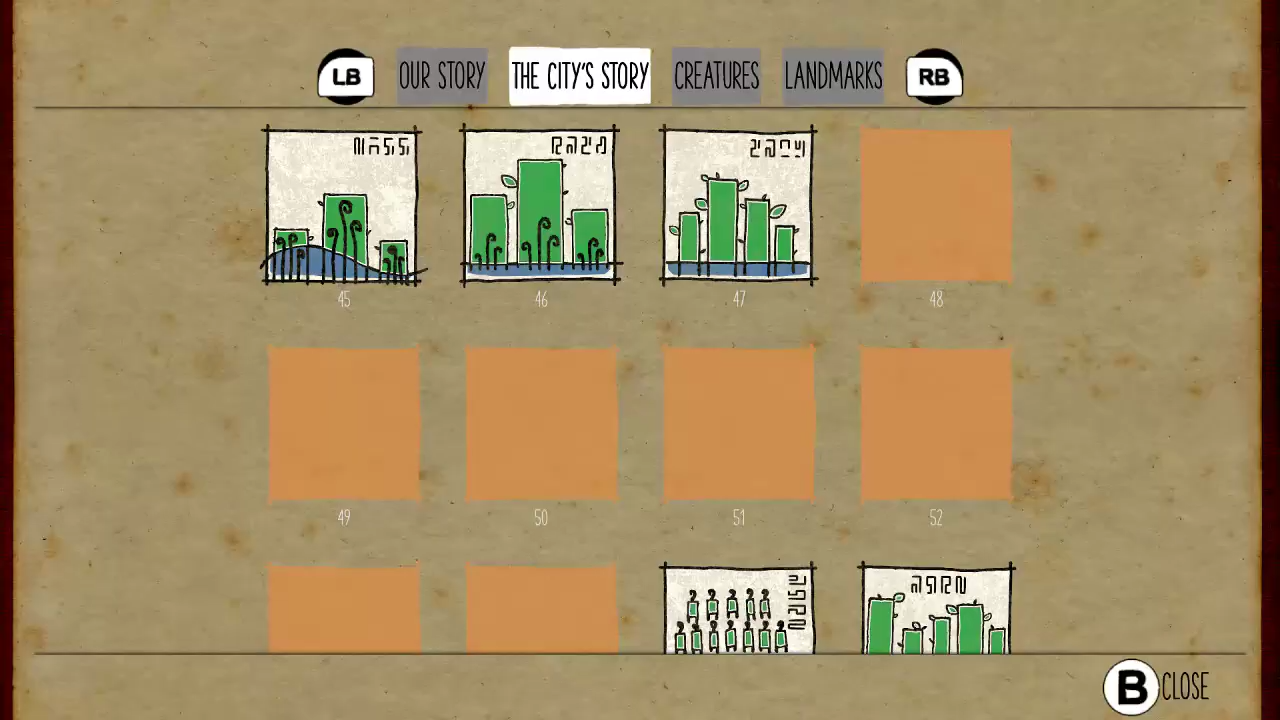 LB OUR STORY THE CITY'S STORY CREATURES LANDMARKS RB
45 46 47 48
49 50 51 52
B CLOSE